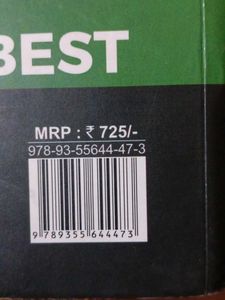 BEST
MRP : ₹ 725/-
978-93-55644-47-3
9 789355 644473